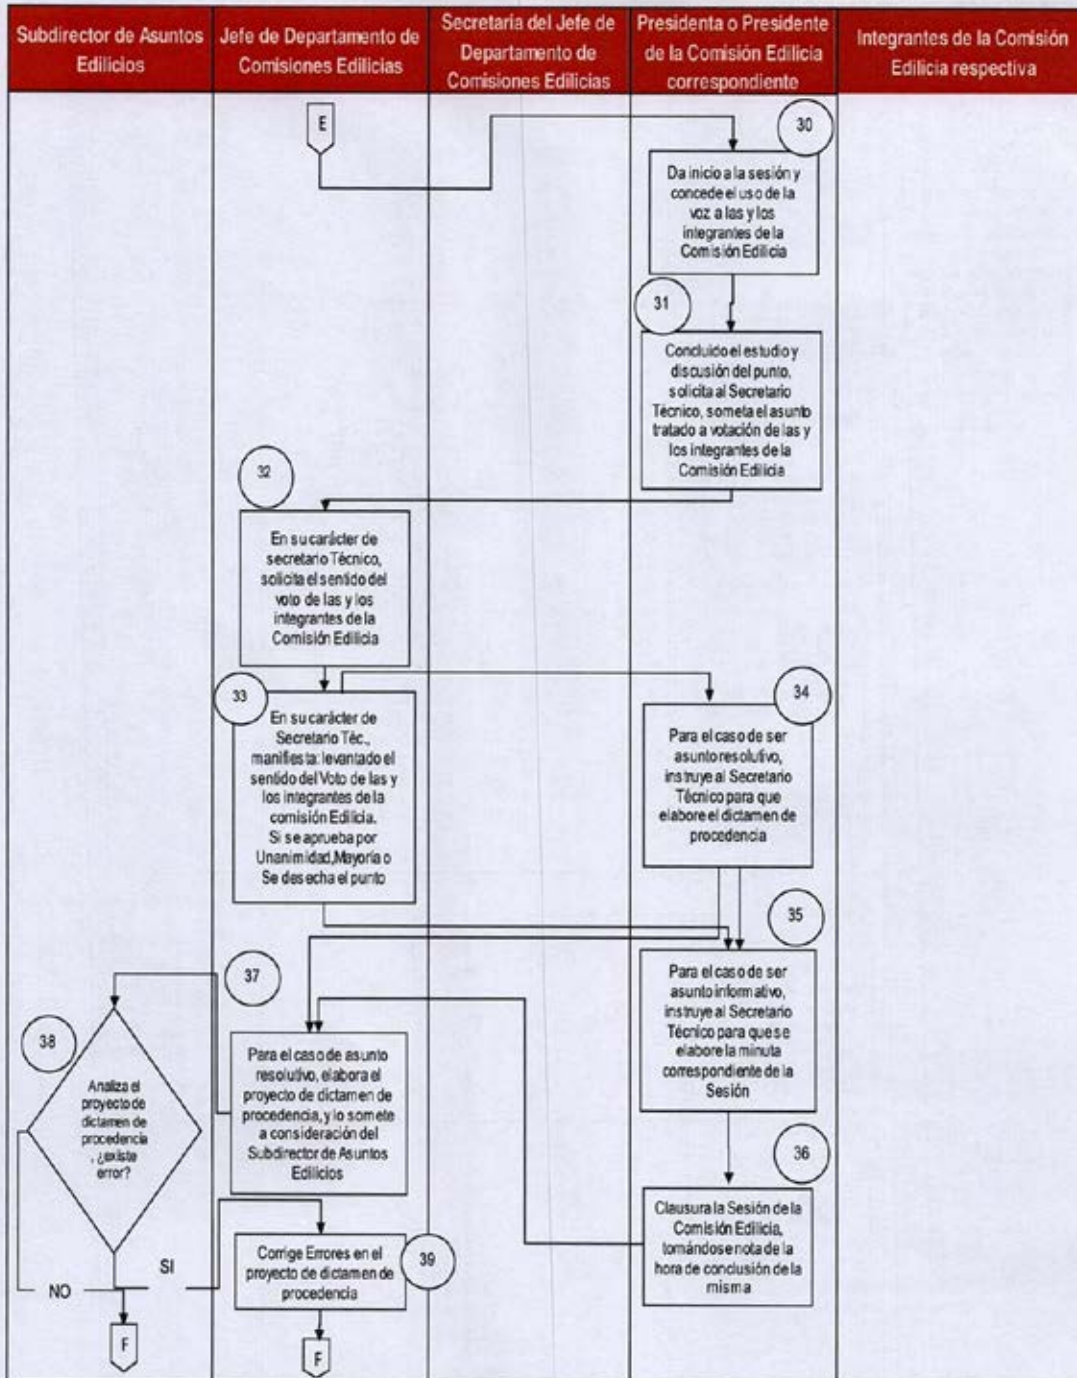 Subdirector de Asuntos
Edilicios
Jefe de Departamento de
Comisiones Edilicias
Secretaria del Jefe de
Departamento de
Comisiones Edilicias
Presidenta o Presidente
de la Comisión Edilicia
correspondiente
Integrantes de la Comisión
Edilicia respectiva
E
30
Da inicio a la sesión y
concede el uso de la
voz a las y los
integrantes de la
Comisión Edilicia
31
Concluido el estudio y
discusión del punto,
solicita al Secretario
Técnico, someta el asunto
tratado a votación de las y
los integrantes de la
Comisión Edilicia
32
En su carácter de
secretario Técnico,
solicita el sentido del
voto de las y los
integrantes de la
Comisión Edilicia
33
En su carácter de
Secretario Téc.,
manifiesta: levantado el
sentido del Voto de las y
los integrantes de la
comisión Edilicia.
Si se aprueba por
Unanimidad,Mayoría o
Se desecha el punto
34
Para el caso de ser
asunto resolutivo,
instruye al Secretario
Técnico para que
elabore el dictamen de
procedencia
35
Para el caso de ser
asunto informativo,
instruye al Secretario
Técnico para que se
elabore la minuta
correspondiente de la
Sesión
37
Para el caso de asunto
resolutivo, elabora el
proyecto de dictamen de
procedencia, y lo somete
a consideración del
Subdirector de Asuntos
Edilicios
38
Analiza el
proyecto de
dictamen de
procedencia
, ¿existe
error?
36
Clausura la Sesión de la
Comisión Edilicia,
tomándose nota de la
hora de conclusión de la
misma
NO
SI
39
Corrige Errores en el
proyecto de dictamen de
procedencia
F
F